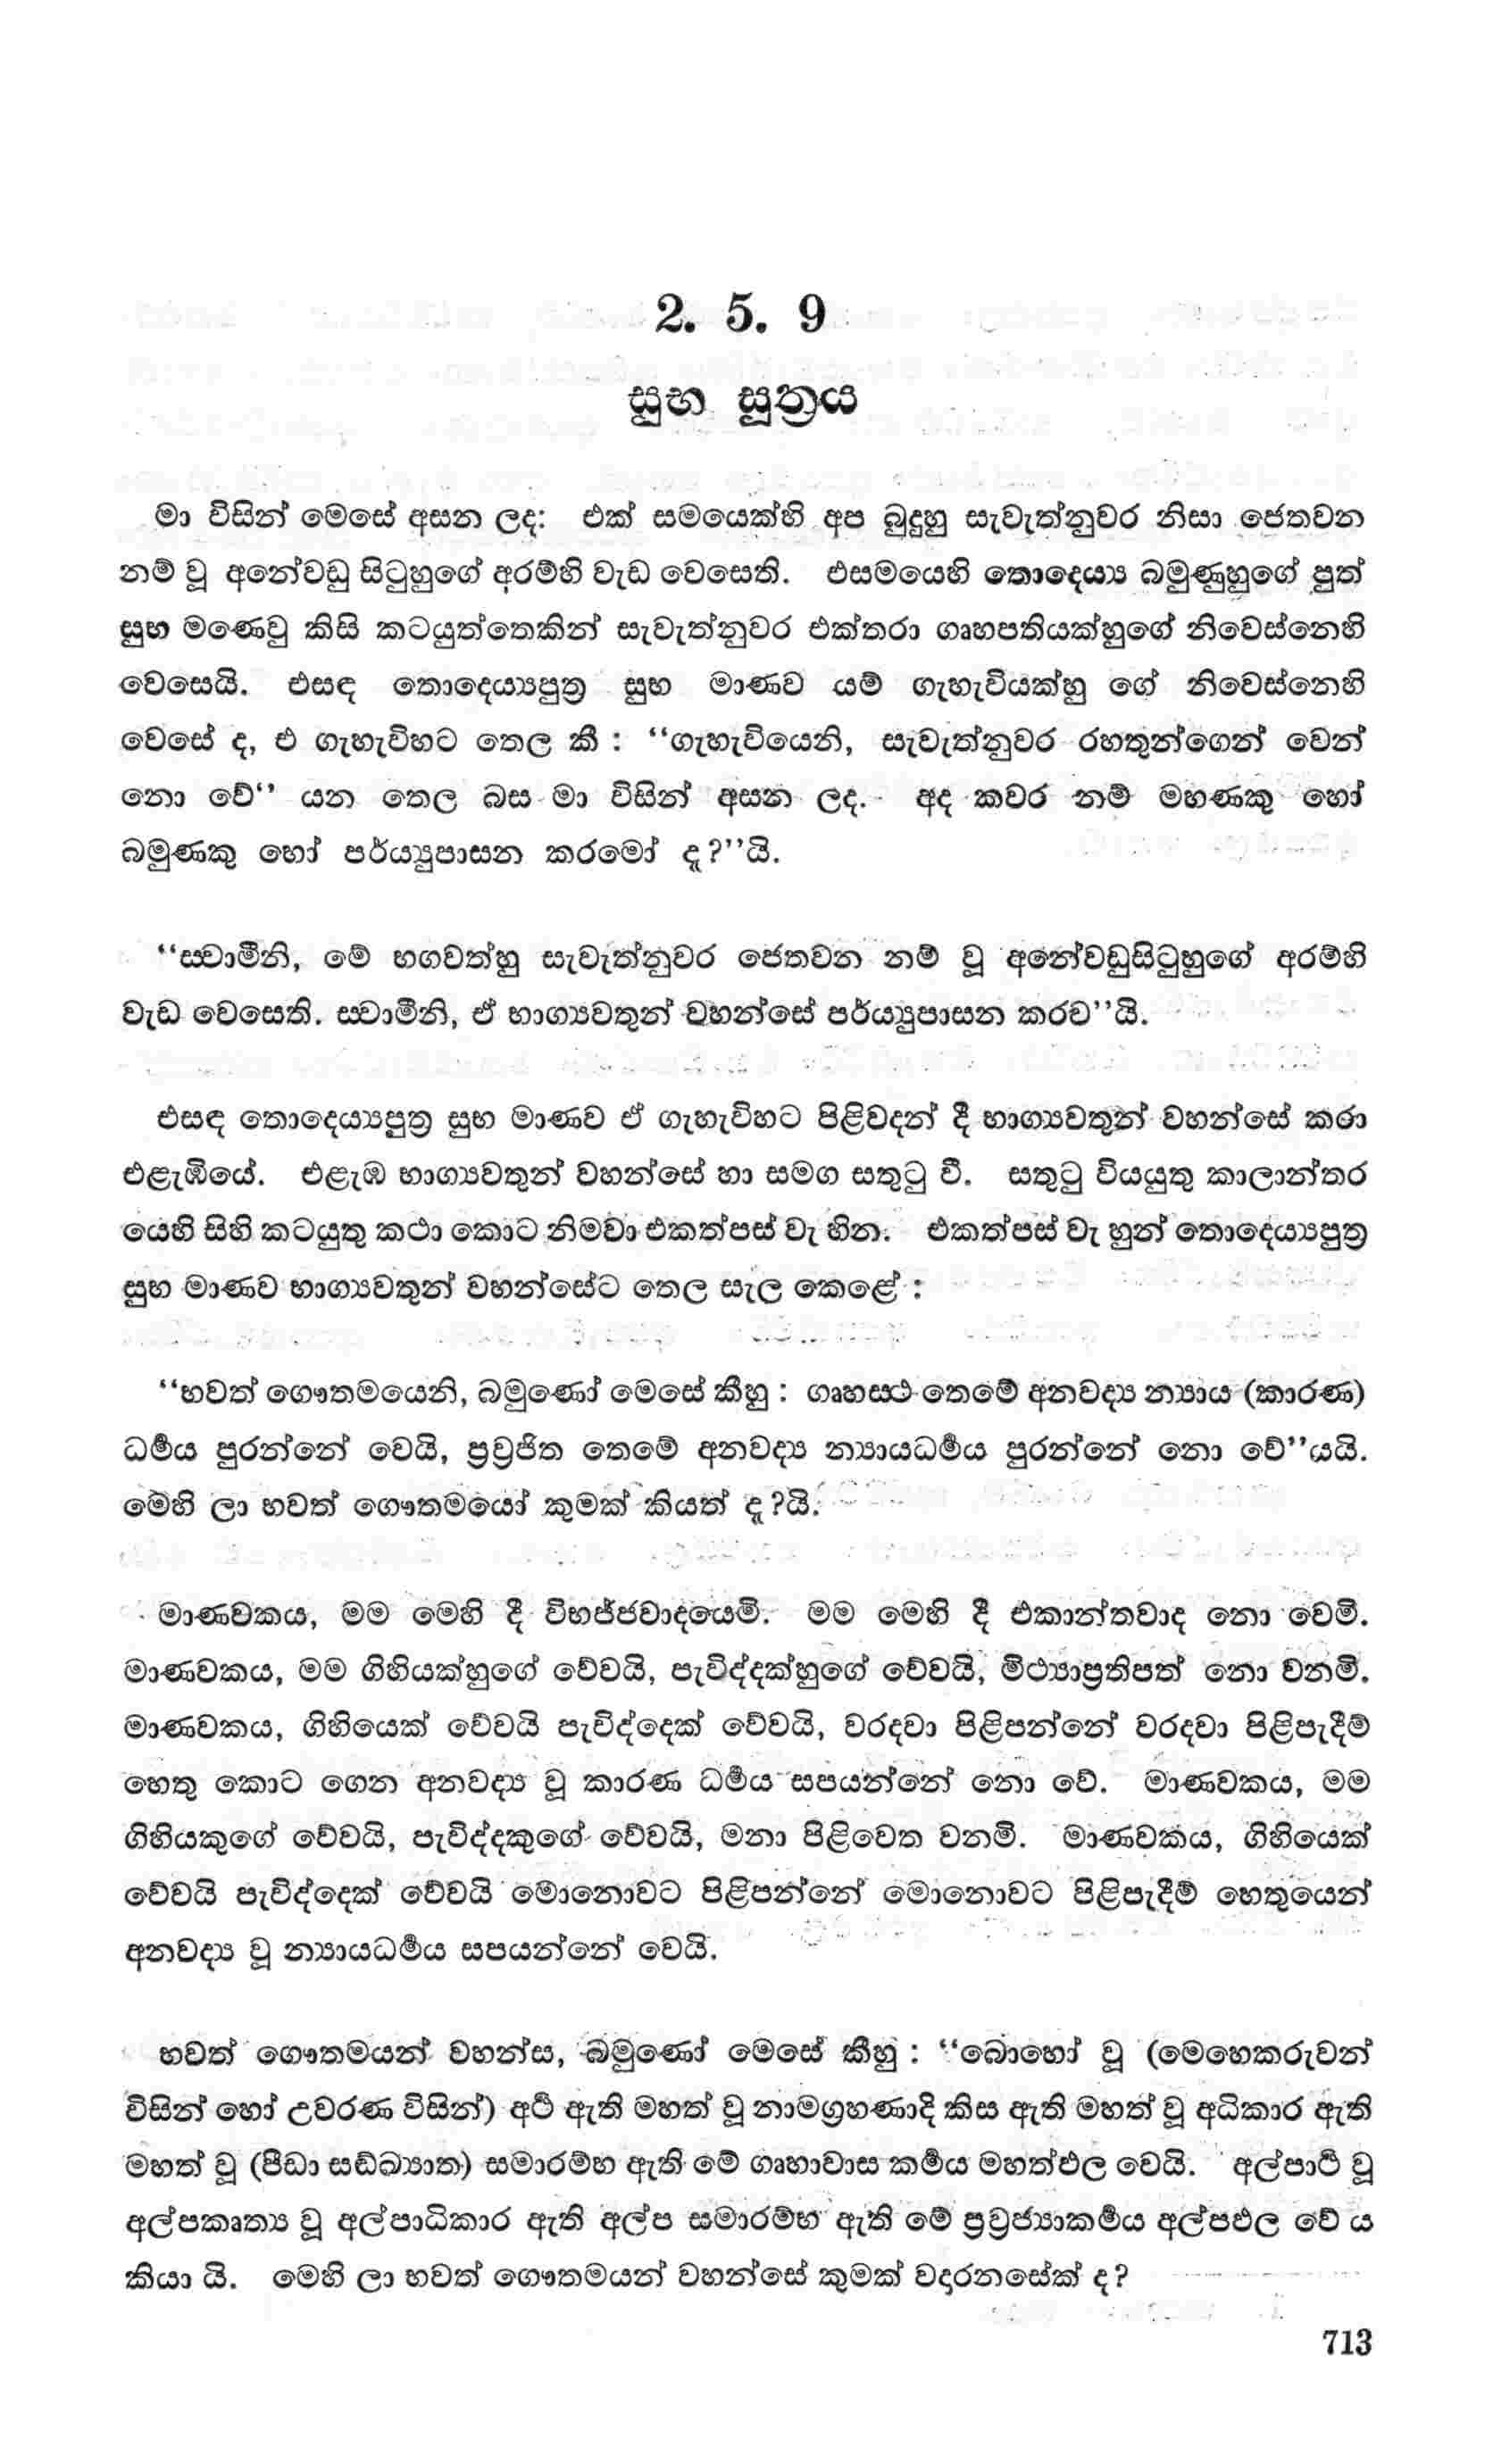 2. 5. 9
සුභ සූත්‍රය
මා විසින් මෙසේ අසන ලද: එක් සමයෙක්හි අප බුදුහු සැවැත්නුවර නිසා ජෙතවන
නම් වූ අනේවඩු සිටුහුගේ අරම්හි වැඩ වෙසෙති. එසමයෙහි තොදෙය්‍ය බමුණුහුගේ පුත්
සුභ මණෙවු කිසි කටයුත්තෙකින් සැවැත්නුවර එක්තරා ගෘහපතියක්හුගේ නිවෙස්නෙහි
වෙසෙයි. එසඳ තොදෙය්‍යපුත්‍ර සුභ මාණව යම් ගැහැවියක්හු ගේ නිවෙස්නෙහි
වෙසේ ද, එ ගැහැවිහට තෙල කී : ‘‘ගැහැවියෙනි, සැවැත්නුවර රහතුන්ගෙන් වෙන්
නො වේ‘’ යන තෙල බස මා විසින් අසන ලද. අද කවර නම් මහණකු හෝ
බමුණකු හෝ පර්ය්‍යුපාසන කරමෝ දැ?’’යි.
‘‘ස්‍වාමීනි, මේ භගවත්හු සැවැත්නුවර ජෙතවන නම් වූ අනේවඩුසිටුහුගේ අරම්හි
වැඩ වෙසෙති. ස්‍වාමීනි, ඒ භාග්‍යවතුන් වහන්සේ පර්ය්‍යුපාසන කරව’’යි.
එසඳ තොදෙය්‍යපුත්‍ර සුභ මාණව ඒ ගැහැවිහට පිළිවදන් දී භාග්‍යවතුන් වහන්සේ කරා
එළැඹියේ. එළැඹ භාග්‍යවතුන් වහන්සේ හා සමග සතුටු වී. සතුටු වියයුතු කාලාන්තර
යෙහි සිහි කටයුතු කථා කොට නිමවා එකත්පස් වැ හින. එකත්පස් වැ හුන් තොදෙය්‍යපුත්‍ර
සුභ මාණව භාග්‍යවතුන් වහන්සේට තෙල සැල කෙළේ :
‘‘භවත් ගෞතමයෙනි, බමුණෝ මෙසේ කීහු : ගෘහස්‍ථ තෙමේ අනවද්‍ය න්‍යාය (කාරණ)
ධර්‍මය පුරන්නේ වෙයි, ප්‍රව්‍රජිත තෙමේ අනවද්‍ය න්‍යායධර්‍මය පුරන්නේ නො වේ’’යයි.
මෙහි ලා භවත් ගෞතමයෝ කුමක් කියත් දැ?යි.
මාණවකය, මම මෙහි දී විභජ්ජවාදයෙමි. මම මෙහි දී එකාන්තවාද නො වෙමි.
මාණවකය, මම ගිහියක්හුගේ වේවයි, පැවිද්දක්හුගේ වේවයි, මිථ්‍යාප්‍රතිපත් නො වනමි.
මාණවකය, ගිහියෙක් වේවයි පැවිද්දෙක් වේවයි, වරදවා පිළිපන්නේ වරදවා පිළිපැදීම්
හෙතු කොට ගෙන අනවද්‍ය වූ කාරණ ධර්‍මය සපයන්නේ නො වේ. මාණවකය, මම
ගිහියකුගේ වේවයි, පැවිද්දකුගේ වේවයි, මනා පිළිවෙත වනමි. මාණවකය, ගිහියෙක්
වේවයි පැවිද්දෙක් වේවයි මොනොවට පිළිපන්නේ මොනොවට පිළිපැදීම් හෙතුයෙන්
අනවද්‍ය වූ න්‍යායධර්‍මය සපයන්නේ වෙයි.
භවත් ගෞතමයන් වහන්ස, බමුණෝ මෙසේ කීහු : ‘‘බොහෝ වූ (මෙහෙකරුවන්
විසින් හෝ උවරණ විසින්) අර්‍ථ ඇති මහත් වූ නාමග්‍රහණාදි කිස ඇති මහත් වූ අධිකාර ඇති
මහත් වූ (පීඩා සඞ්ඛ්‍යාත) සමාරම්භ ඇති මේ ගෘහාවාස කර්‍මය මහත්ඵල වෙයි. අල්පාර්‍ථ වූ
අල්පකෘත්‍ය වූ අල්පාධිකාර ඇති අල්ප සමාරම්භ ඇති මේ ප්‍රව්‍රජ්‍යාකර්‍මය අල්පඵල වේ ය
කියා යි. මෙහි ලා භවත් ගෞතමයන් වහන්සේ කුමක් වදාරනසේක් ද?
713